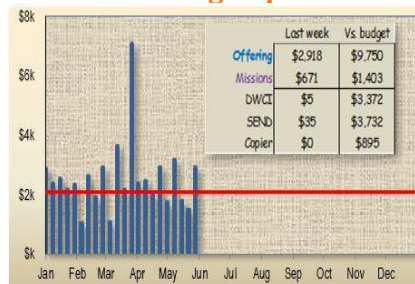 $8k
$6k
$4k
$2k
$k
Last week Vs. budget
Offering $2,918 $9,750
Missions $671 $1,403
DWCI $5 $3,372
SEND $35 $3,732
Copier $0 $895
Jan Feb Mar Apr May Jun Jul Aug Sep Oct Nov Dec